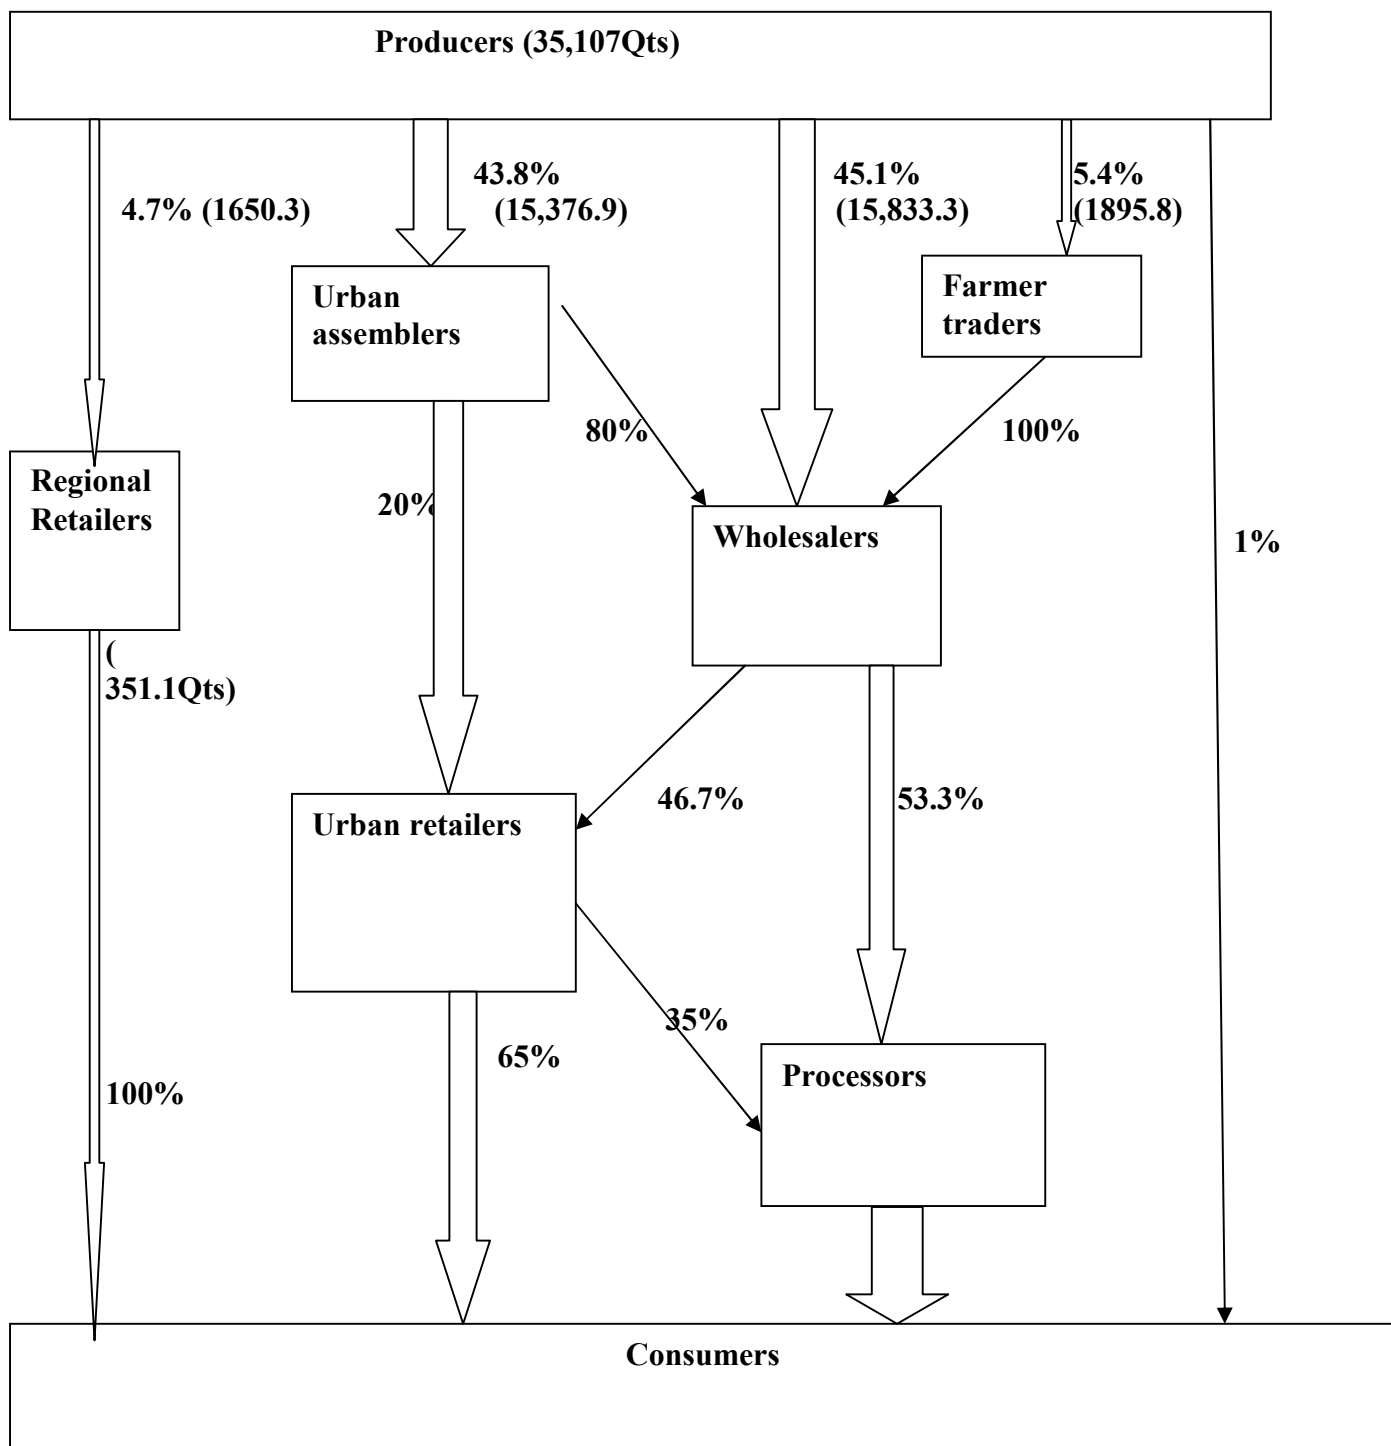 Producers (35,107Qts)
43.8%
45.1%
5.4%
4.7% (1650.3)
(15,376.9)
(15,833.3)
(1895.8)
Urban
assemblers
Farmer
traders
80%
100%
Regional
Retailers
20%
Wholesalers
1%
(
351.1Qts)
46.7%
53.3%
Urban retailers
35%
65%
Processors
100%
Consumers